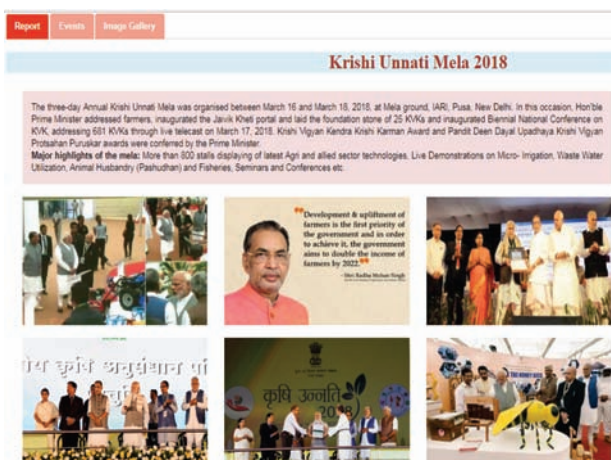 Report Events Image Gallery
Krishi Unnati Mela 2018
The three-day Annual Krishi Unnati Mela was organised between March 16 and March 18, 2018, at Mela ground, IARI, Pusa, New Delhi. In this occasion, Hon'ble
Prime Minister addressed farmers, inaugurated the Jaivik Kheti portal and laid the foundation stone of 25 KVKs and inaugurated Biennial National Conference on
KVK, addressing 681 KVKs through live telecast on March 17, 2018. Krishi Vigyan Kendra Krishi Karman Award and Pandit Deen Dayal Upadhaya Krishi Vigyan
Protsahan Puruskar awards were conferred by the Prime Minister.
Major highlights of the mela: More than 800 stalls displaying of latest Agri and allied sector technologies, Live Demonstrations on Micro- Irrigation, Waste Water
Utilization, Animal Husbandry (Pashudhan) and Fisheries, Seminars and Conferences etc.
"Development & upliftment of
farmers is the first priority of
the government and in order
to achieve it, the government
aims to double the income of
farmers by 2022."
- Shri Radha Mohan Singh
ीय कृषि अनुसंधान
कृषि उन्नति
2018
THE HONEY BEES